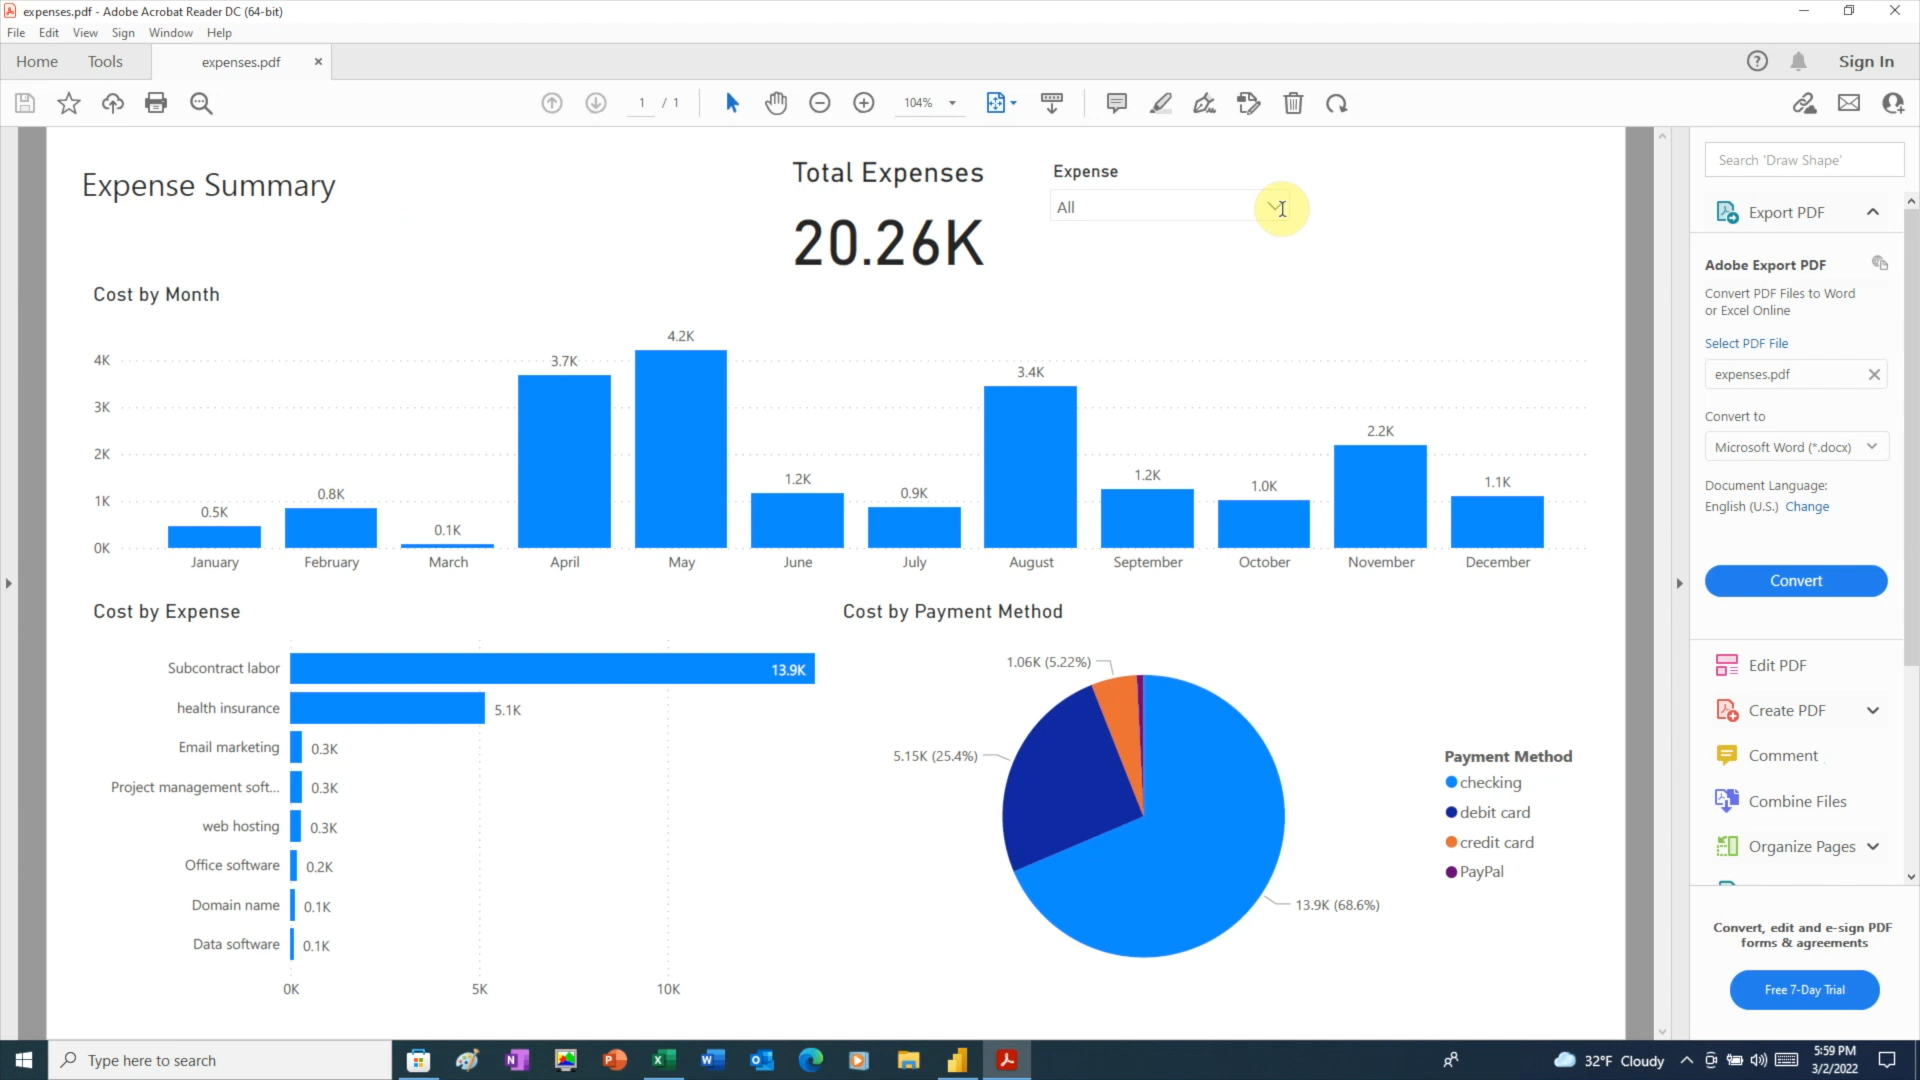 expenses.pdf - Adobe Acrobat Reader DC (64-bit)
File Edit View Sign Window Help
Home Tools expenses.pdf Sign In
1 / 1 104%
Expense Summary
Total Expenses
20.26K
Expense
All
Cost by Month
4K
3K
2K
1K
0K
0.5K
0.8K
0.1K
3.7K
4.2K
1.2K
0.9K
3.4K
1.2K
1.0K
2.2K
1.1K
January February March April May June July August September October November December
Cost by Expense
Subcontract labor 13.9K
health insurance 5.1K
Email marketing 0.3K
Project management soft... 0.3K
web hosting 0.3K
Office software 0.2K
Domain name 0.1K
Data software 0.1K
0K 5K 10K
Cost by Payment Method
1.06K (5.22%)
5.15K (25.4%)
13.9K (68.6%)
Payment Method
checking
debit card
credit card
PayPal
Search 'Draw Shape'
Export PDF
Adobe Export PDF
Convert PDF Files to Word
or Excel Online
Select PDF File
expenses.pdf
Convert to
Microsoft Word (*.docx)
Document Language:
English (U.S.) Change
Convert
Edit PDF
Create PDF
Comment
Combine Files
Organize Pages
Convert, edit and e-sign PDF
forms & agreements
Free 7-Day Trial
Type here to search
32°F Cloudy
5:59 PM
3/2/2022